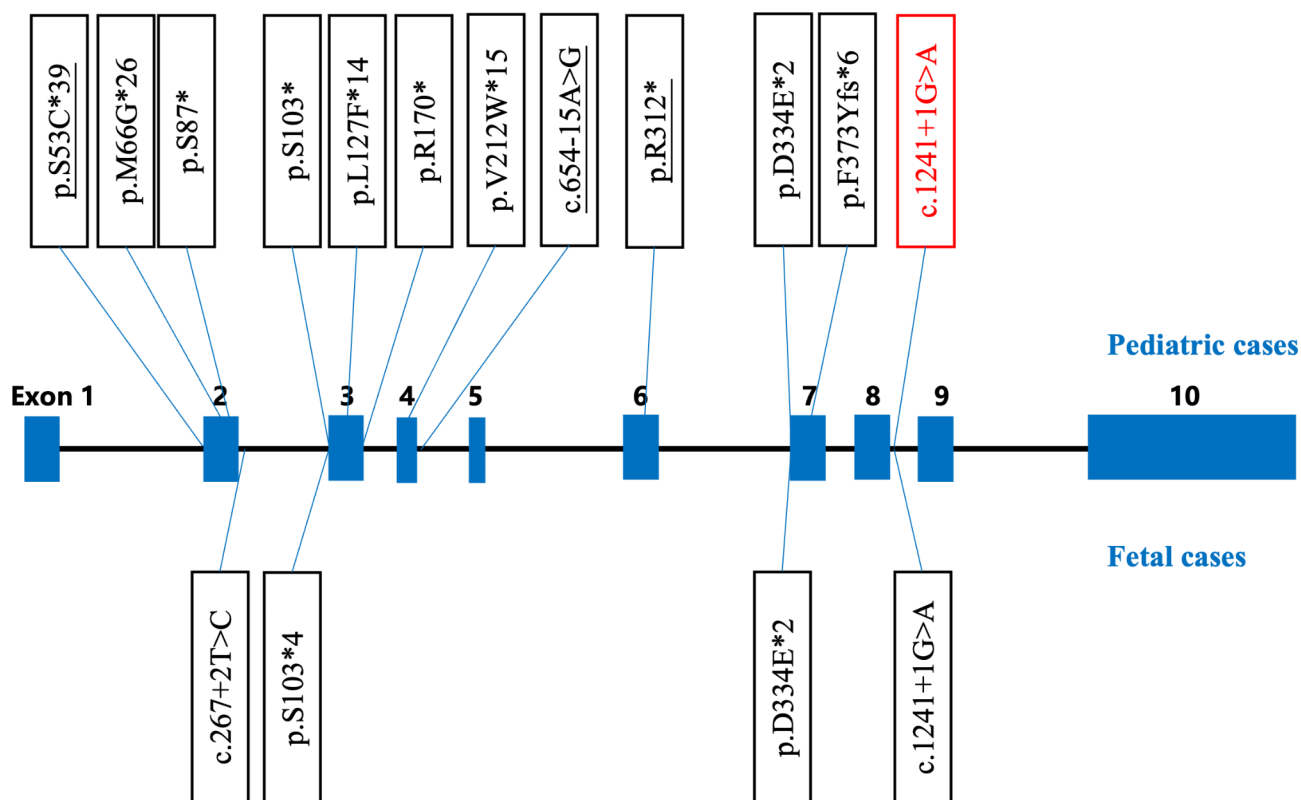 p.S53C*39
p.M66G*26
p.S87*
p.S103*
p.L127F*14
p.R170*
p.V212W*15
c.654-15A>G
p.R312*
p.D334E*2
p.F373Yfs*6
c.1241+1G>A
Pediatric cases
Exon 1
2
3
4
5
6
7
8
9
10
Fetal cases
c.267+2T>C
p.S103*4
p.D334E*2
c.1241+1G>A